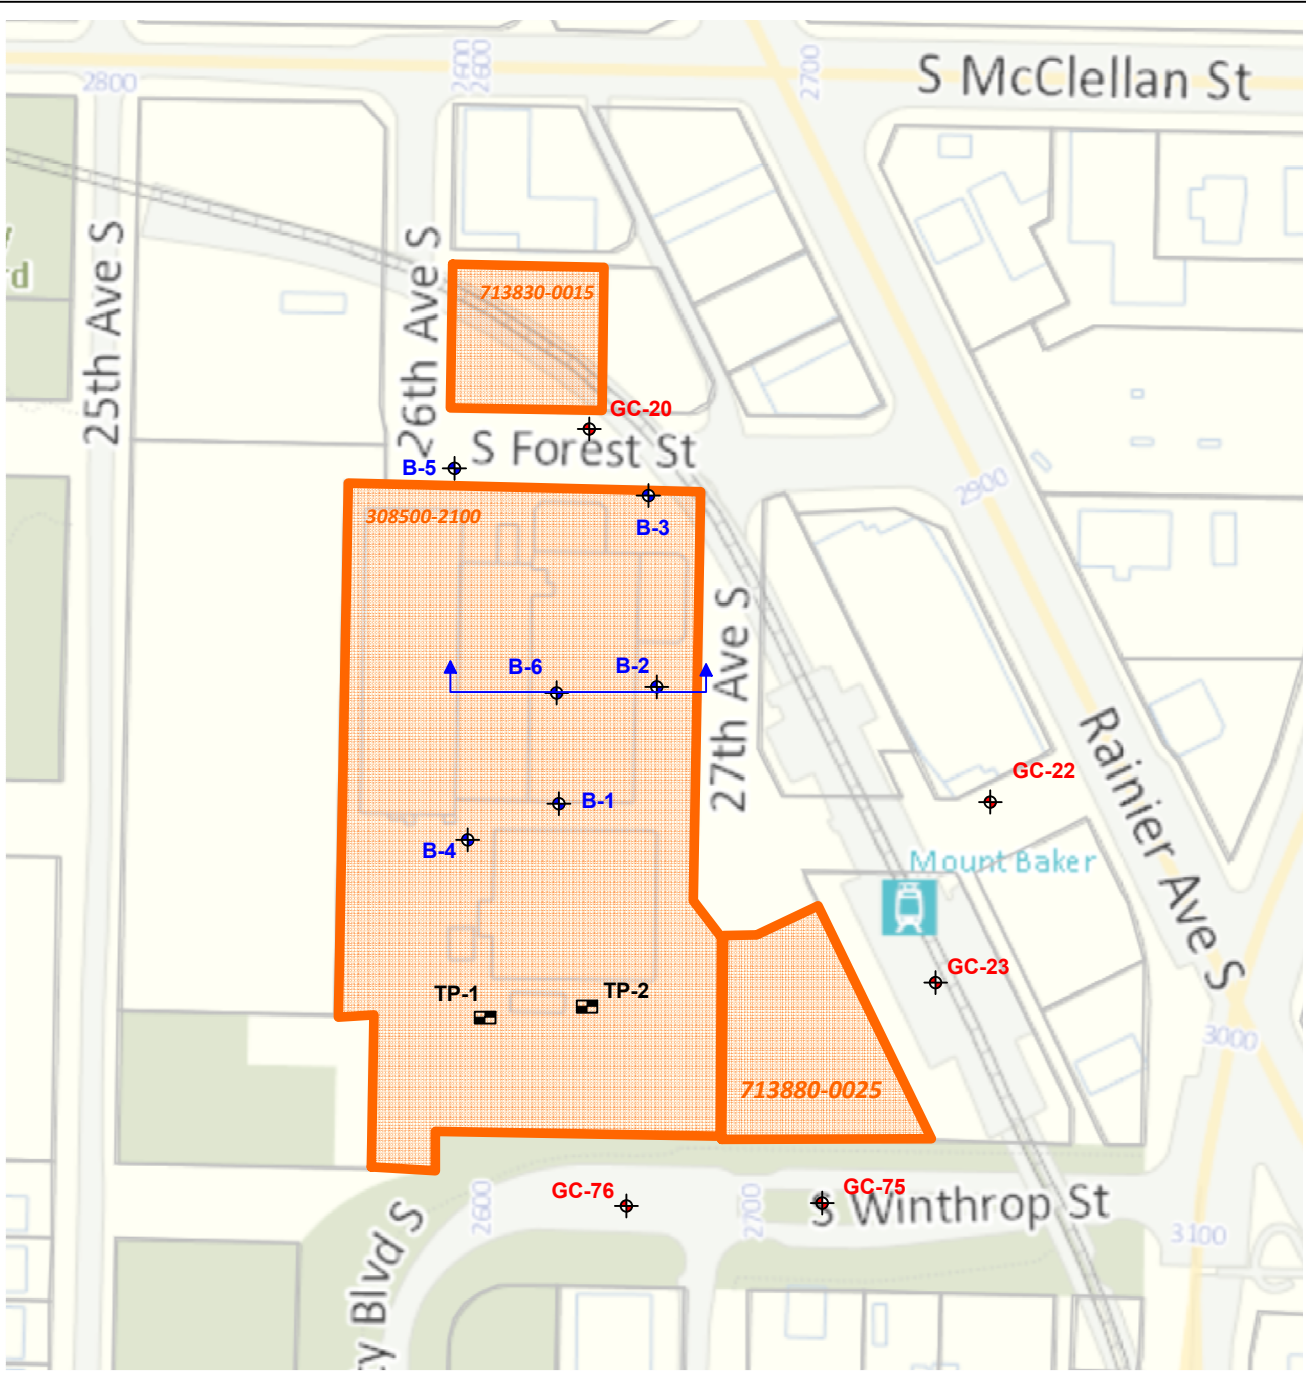 S McClellan St
2800
2600
2600
2700
25th Ave S
26th Ave S
d
713830-0015
GC-20
S Forest St
B-5
B-3
308500-2100
2900
B-6
B-2
27th Ave S
Rainier Ave S
GC-22
B-1
B-4
Mount Baker
GC-23
TP-1
TP-2
3000
713880-0025
GC-76
GC-75
2600
2700
S Winthrop St
3100
y Blvd S